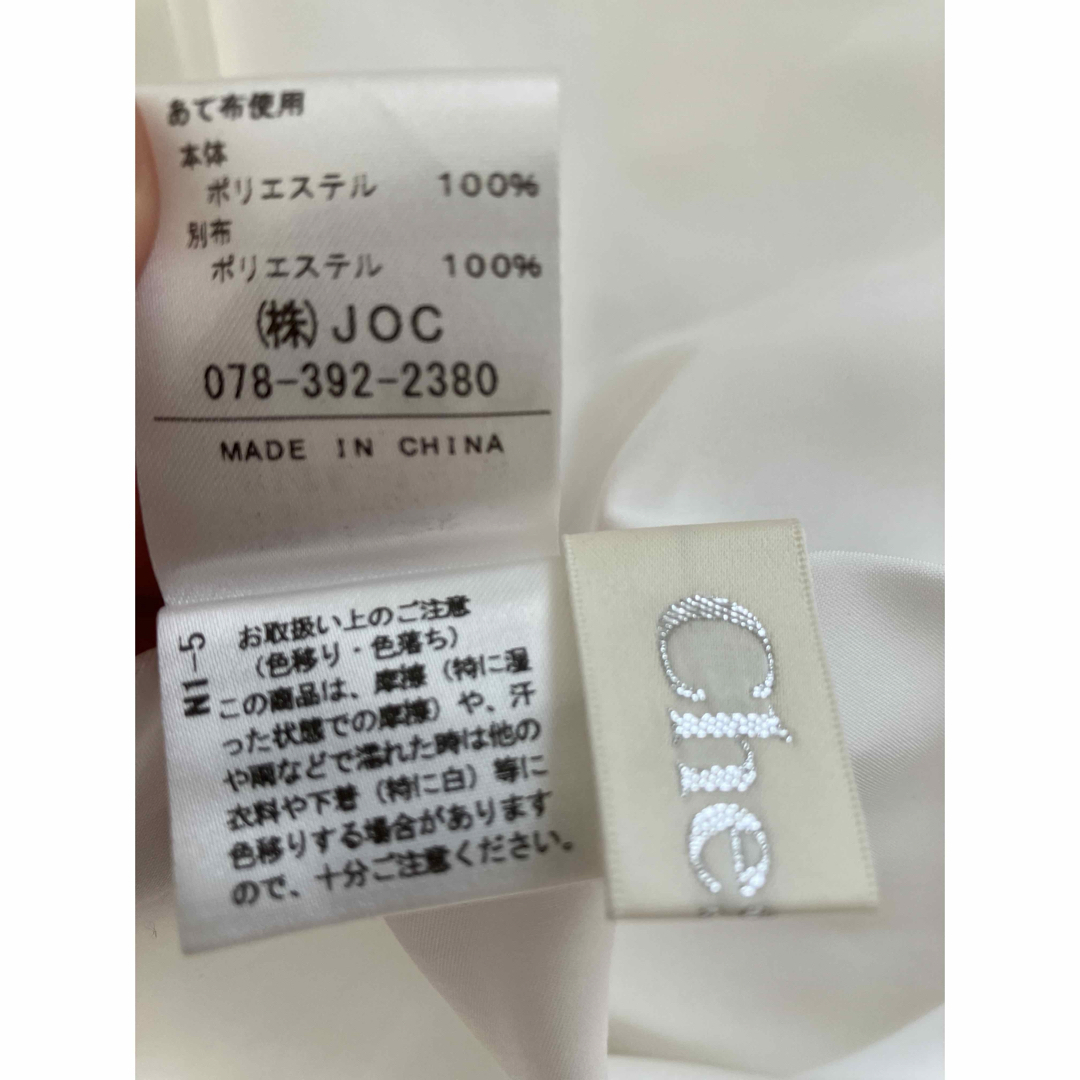 あて布使用
本体
ポリエステル 100%
別布
ポリエステル 100%
㈱JOC
078-392-2380
MADE IN CHINA
N1-5
お取扱い上のご注意
(色移り・色落ち)
この商品は、摩擦(特に湿
った状態での摩擦)や、汗
や雨などで濡れた時は他の
衣料や下着(特に白)等に
色移りする場合があります
ので、十分ご注意ください。
Che